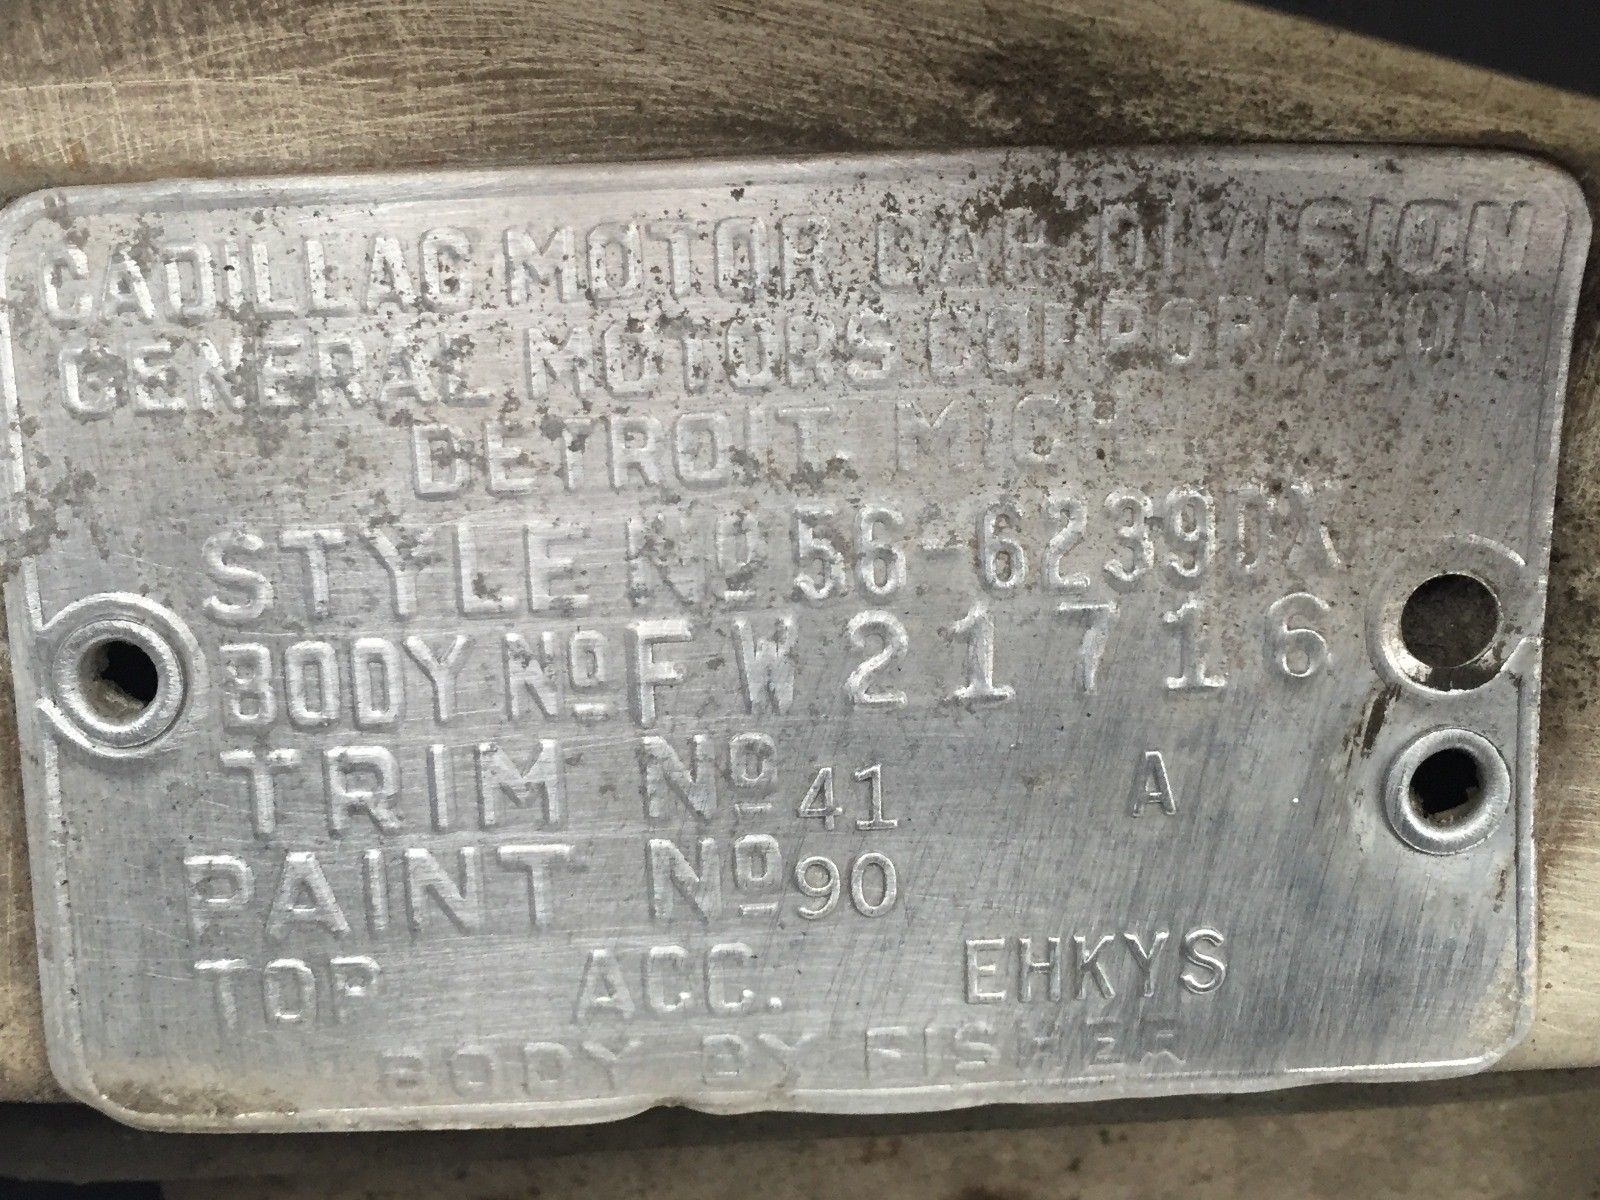 CADILLAC MOTOR CAR DIVISION
GENERAL MOTORS CORPORATION
DETROIT. MICH.
STYLE Nº 56-6239DX
BODY Nº FW 21716
TRIM Nº 41 A
PAINT Nº 90
TOP ACC. EHKYS
BODY BY FISHER